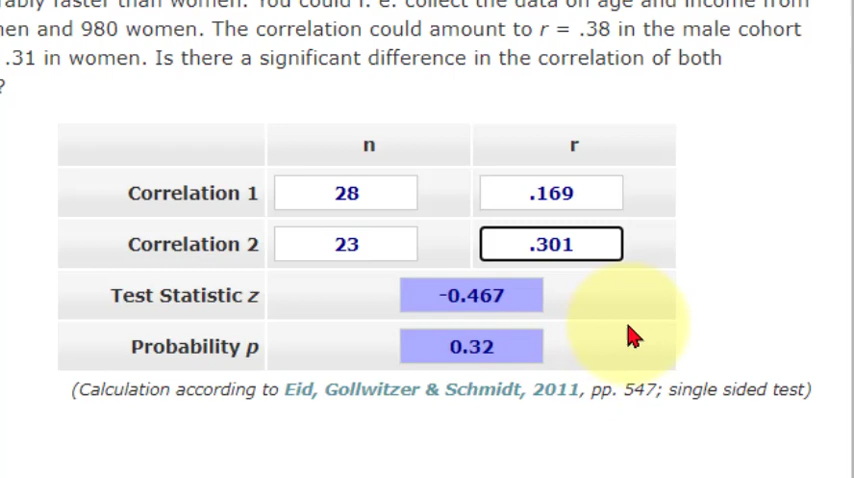 faster than women. You could i. e. collect the data on age and income from
and 980 women. The correlation could amount to r = .38 in the male cohort
.31 in women. Is there a significant difference in the correlation of both
?
n r
Correlation 1 28 .169
Correlation 2 23 .301
Test Statistic z -0.467
Probability p 0.32
(Calculation according to Eid, Gollwitzer & Schmidt, 2011, pp. 547; single sided test)